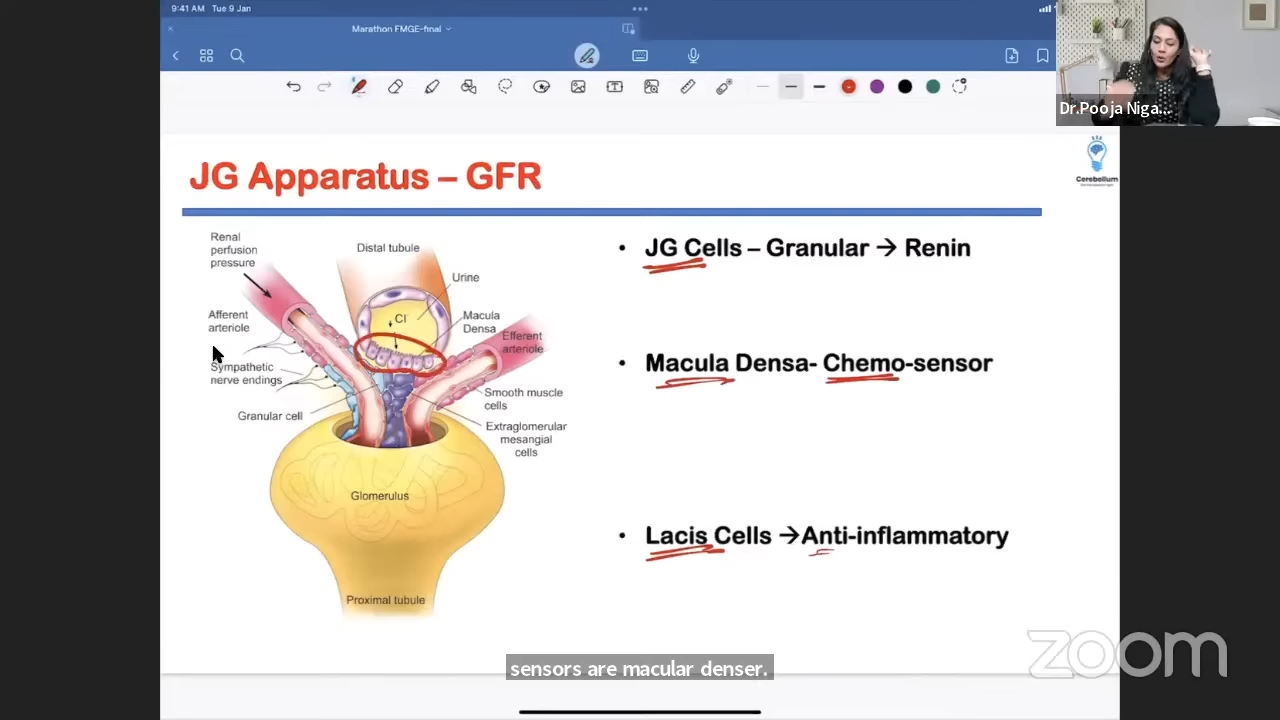 9:41 AM Tue 9 Jan
Marathon FMGE-final
Dr.Pooja Niga...
Cerebellum
JG Apparatus – GFR
Renal
perfusion
pressure
Distal tubule
Urine
Cl
Macula
Densa
Afferent
arteriole
Efferent
arteriole
Sympathetic
nerve endings
Smooth muscle
cells
Granular cell
Extraglomerular
mesangial
cells
Glomerulus
Proximal tubule
• JG Cells – Granular → Renin
• Macula Densa- Chemo-sensor
• Lacis Cells →Anti-inflammatory
zoom
sensors are macular denser.